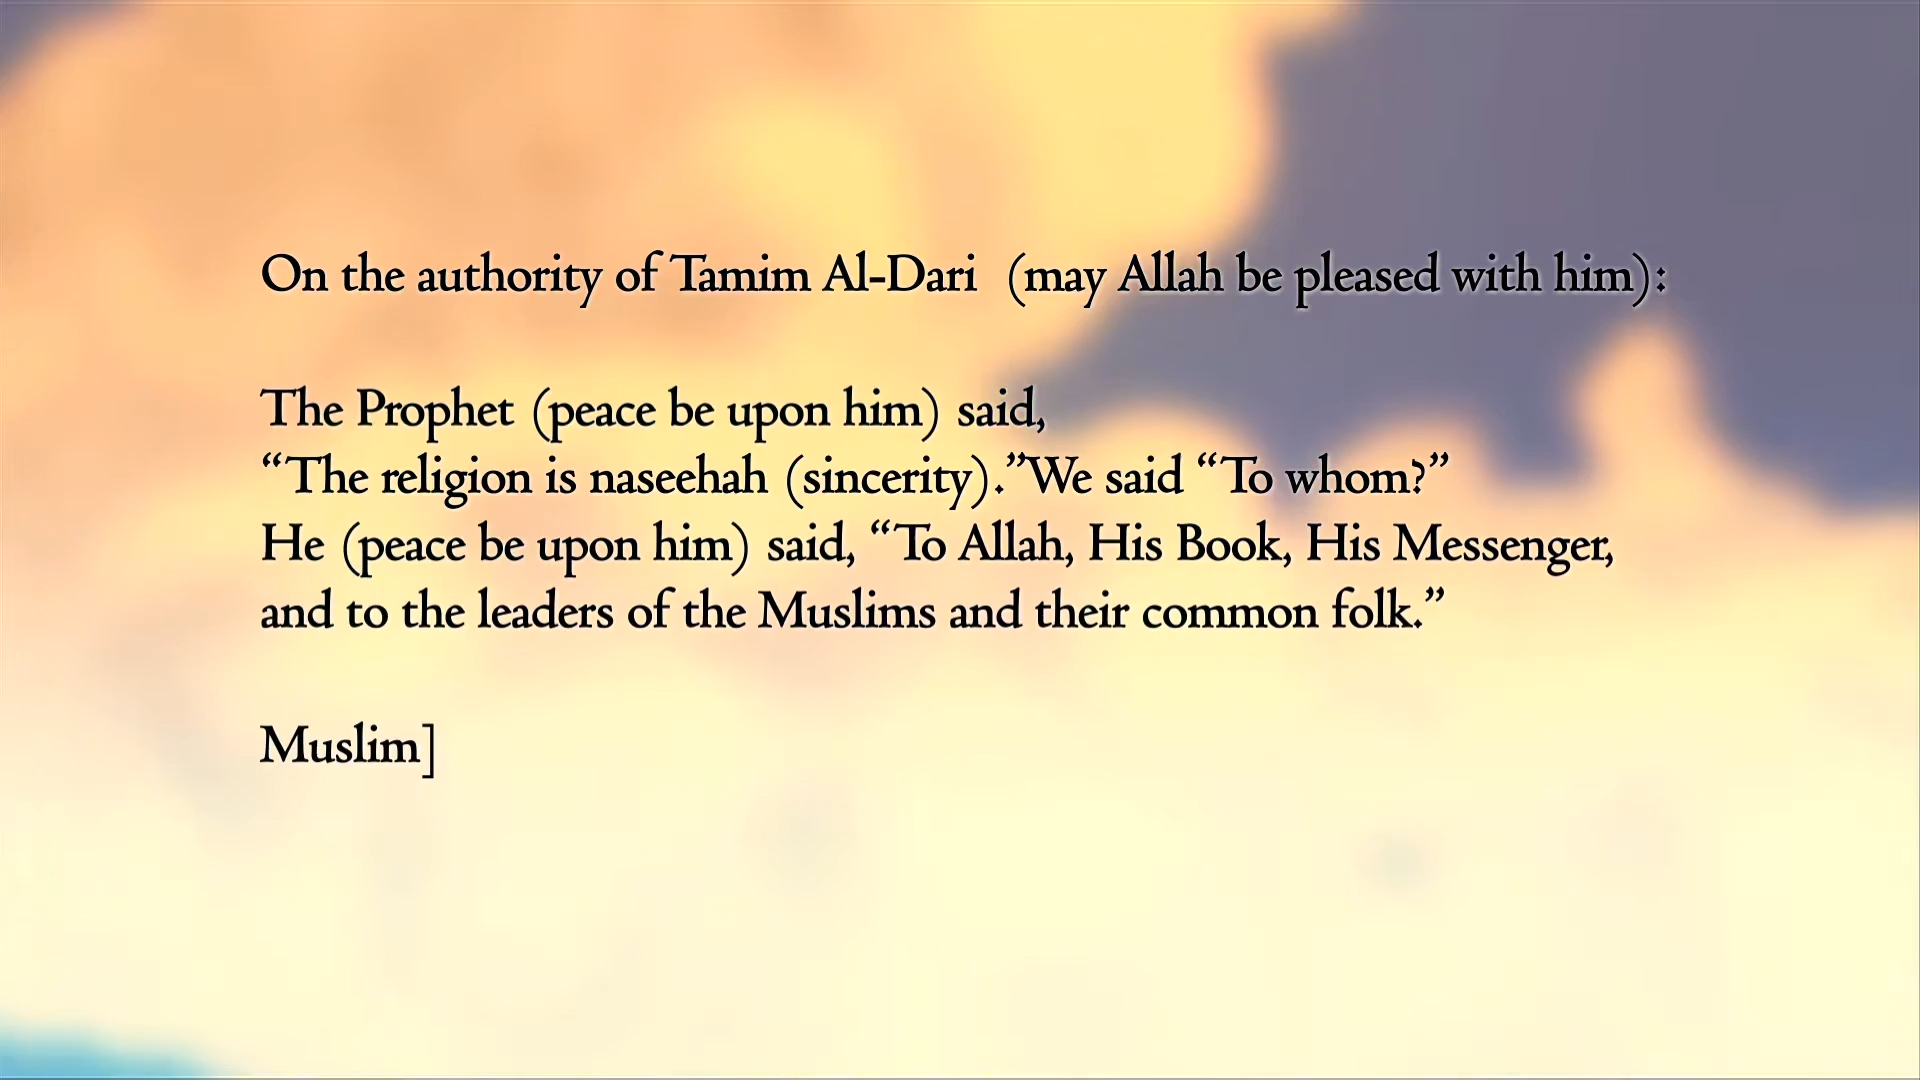 On the authority of Tamim Al-Dari (may Allah be pleased with him):
The Prophet (peace be upon him) said,
“The religion is naseehah (sincerity).”We said “To whom?”
He (peace be upon him) said, “To Allah, His Book, His Messenger,
and to the leaders of the Muslims and their common folk.”
Muslim]